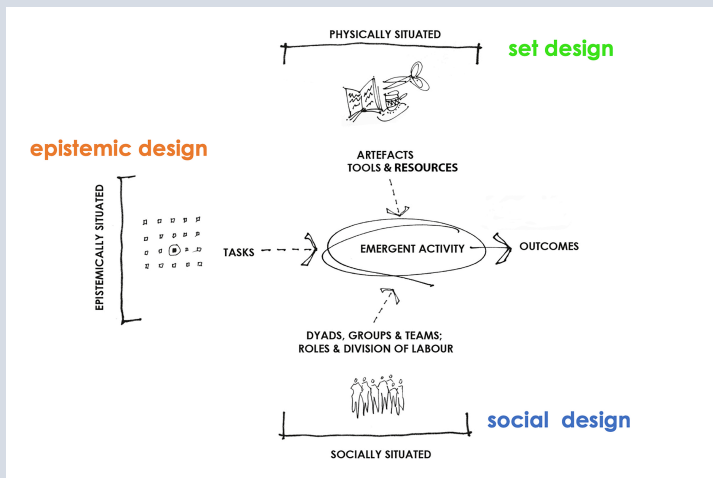 PHYSICALLY SITUATED
set design
epistemic design
ARTEFACTS
TOOLS & RESOURCES
EPISTEMICALLY SITUATED
TASKS
EMERGENT ACTIVITY
OUTCOMES
DYADS, GROUPS & TEAMS;
ROLES & DIVISION OF LABOUR
social design
SOCIALLY SITUATED